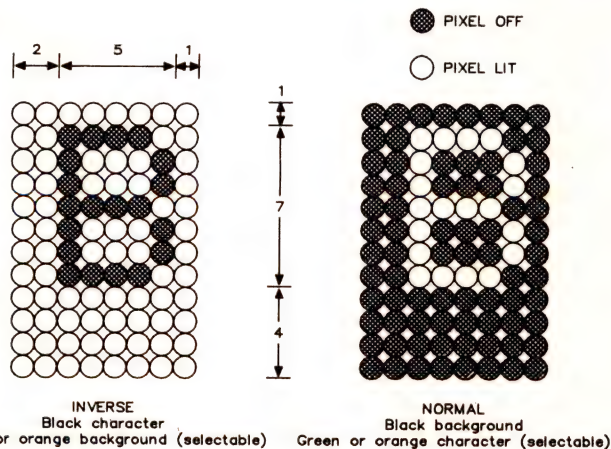 PIXEL OFF
PIXEL LIT
2 5 1
1
7
4
INVERSE
Black character
or orange background (selectable)
NORMAL
Black background
Green or orange character (selectable)